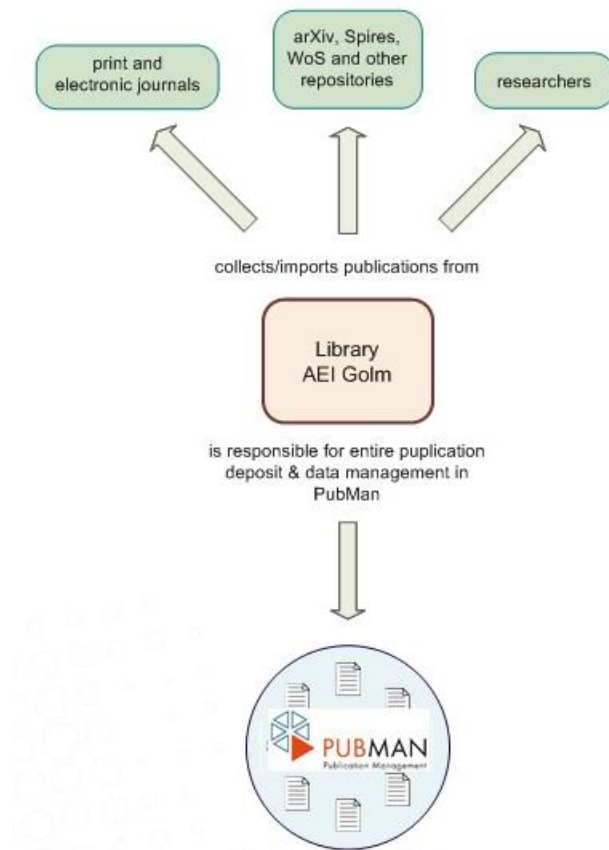 print and
electronic journals
arXiv, Spires,
WoS and other
repositories
researchers
collects/imports publications from
Library
AEI Golm
is responsible for entire puplication
deposit & data management in
PubMan
PUBMAN
Publication Management